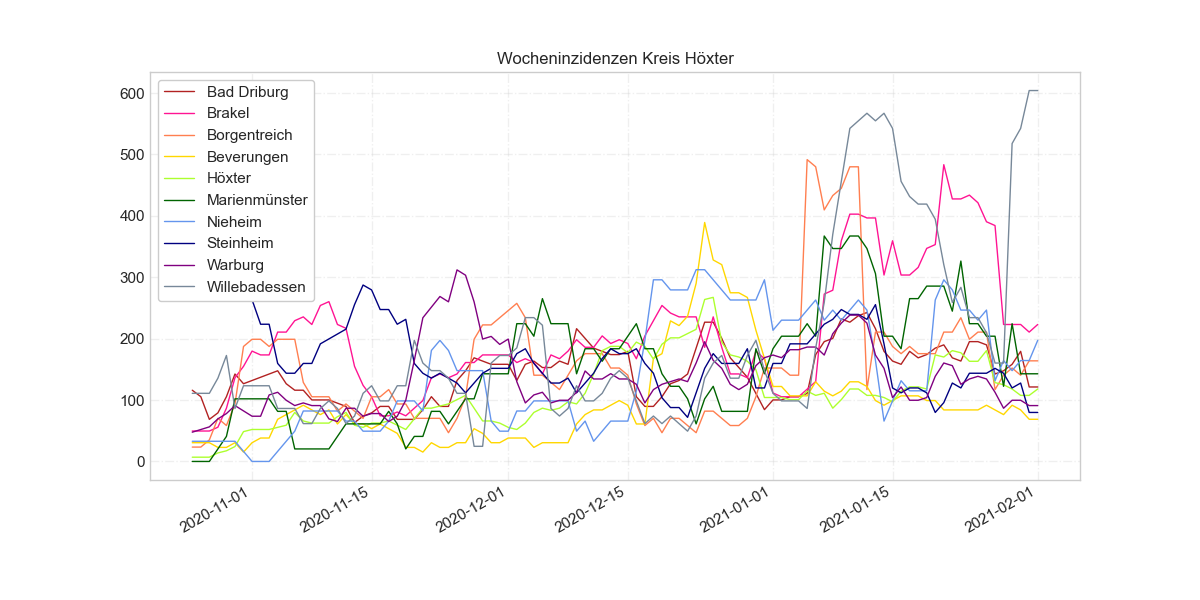 Wocheninzidenzen Kreis Höxter
600
500
400
300
200
100
0
Bad Driburg
Brakel
Borgentreich
Beverungen
Höxter
Marienmünster
Nieheim
Steinheim
Warburg
Willebadessen
2020-11-01
2020-11-15
2020-12-01
2020-12-15
2021-01-01
2021-01-15
2021-02-01